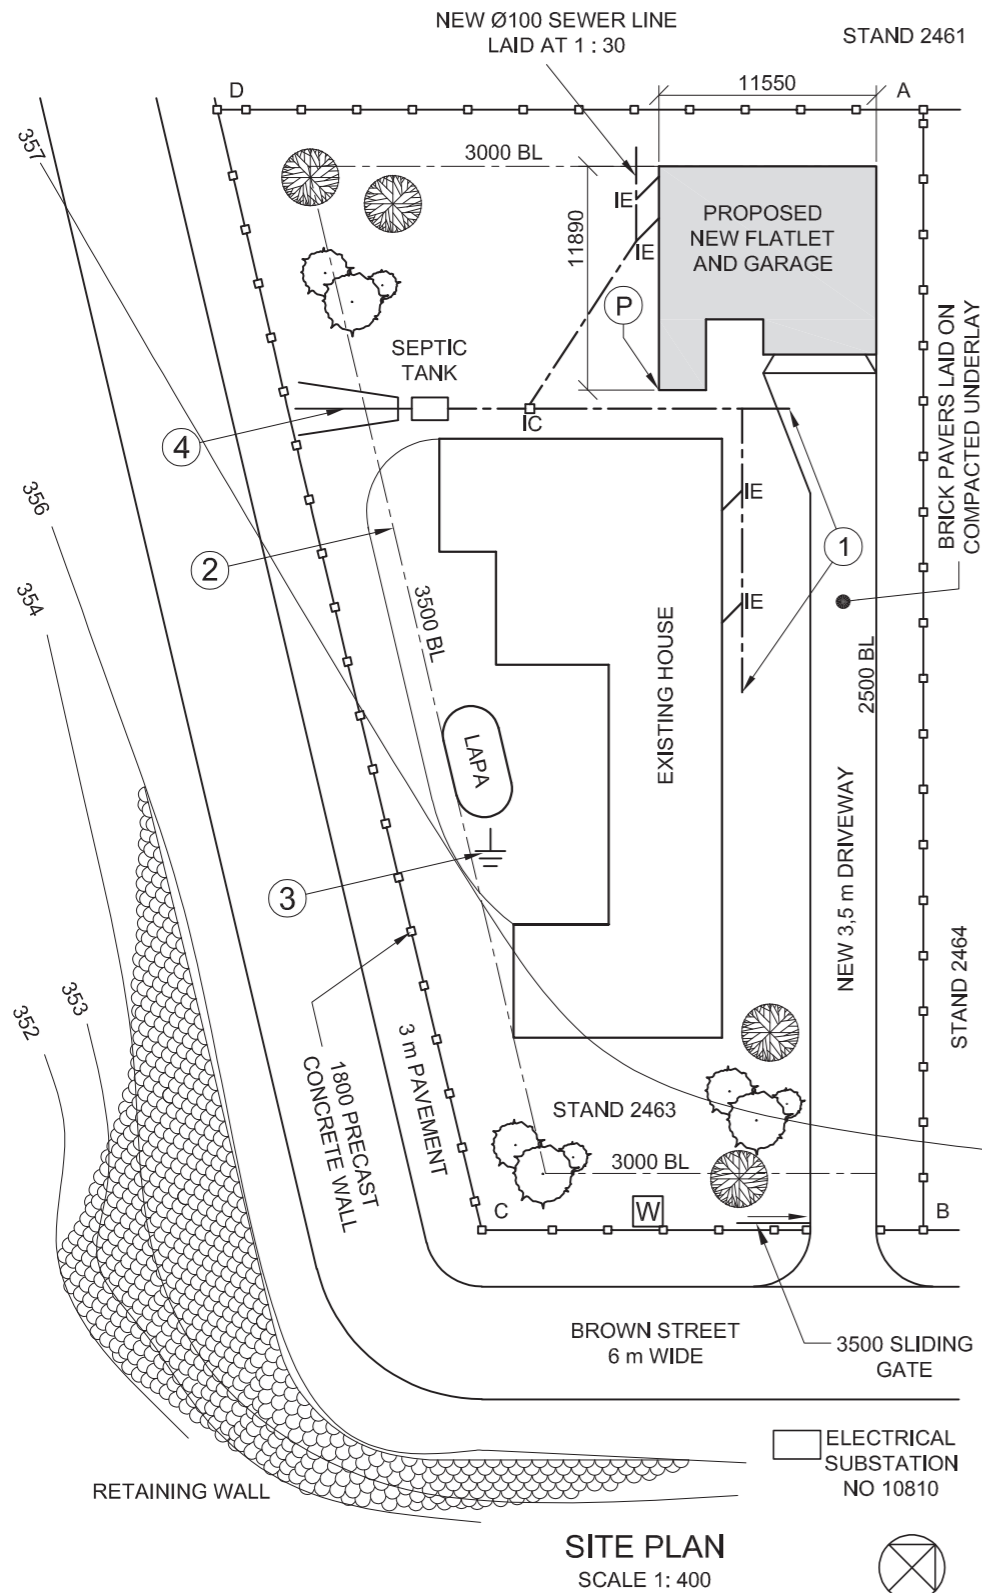 NEW Ø100 SEWER LINE
LAID AT 1 : 30
STAND 2461
11550
D
A
357
3000 BL
IE
IE
11890
PROPOSED
NEW FLATLET
AND GARAGE
P
SEPTIC
TANK
BRICK PAVERS LAID ON
COMPACTED UNDERLAY
IC
4
356
IE
1
2
354
3500 BL
IE
EXISTING HOUSE
2500 BL
LAPA
NEW 3,5 m DRIVEWAY
3
STAND 2464
353
352
1800 PRECAST
CONCRETE WALL
3 m PAVEMENT
STAND 2463
3000 BL
C
W
B
BROWN STREET
6 m WIDE
3500 SLIDING
GATE
ELECTRICAL
SUBSTATION
NO 10810
RETAINING WALL
SITE PLAN
SCALE 1: 400